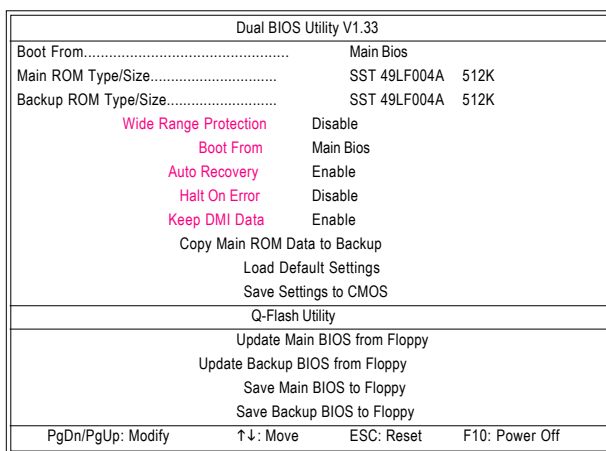 Dual BIOS Utility V1.33
Boot From................................................ Main Bios
Main ROM Type/Size.............................. SST 49LF004A 512K
Backup ROM Type/Size.......................... SST 49LF004A 512K
Wide Range Protection Disable
Boot From Main Bios
Auto Recovery Enable
Halt On Error Disable
Keep DMI Data Enable
Copy Main ROM Data to Backup
Load Default Settings
Save Settings to CMOS
Q-Flash Utility
Update Main BIOS from Floppy
Update Backup BIOS from Floppy
Save Main BIOS to Floppy
Save Backup BIOS to Floppy
PgDn/PgUp: Modify ↑↓: Move ESC: Reset F10: Power Off